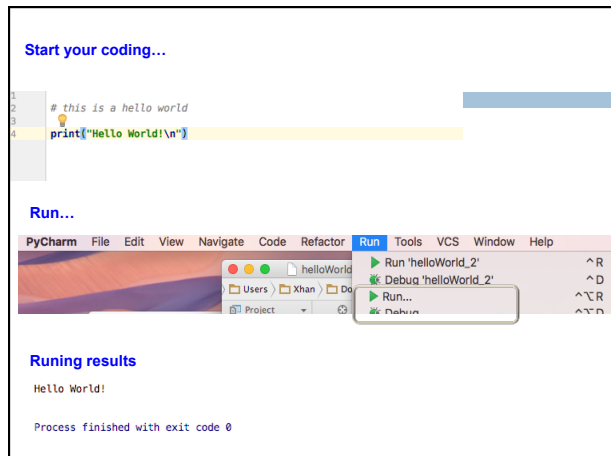 Start your coding…
1
2 # this is a hello world
3
4 print("Hello World!\n")
Run…
PyCharm File Edit View Navigate Code Refactor Run Tools VCS Window Help
helloWorld Run 'helloWorld_2' ^R
Users Xhan Do Debug 'helloWorld_2' ^D
Run... ^⌥R
Project Debug... ^⌥D
Runing results
Hello World!
Process finished with exit code 0